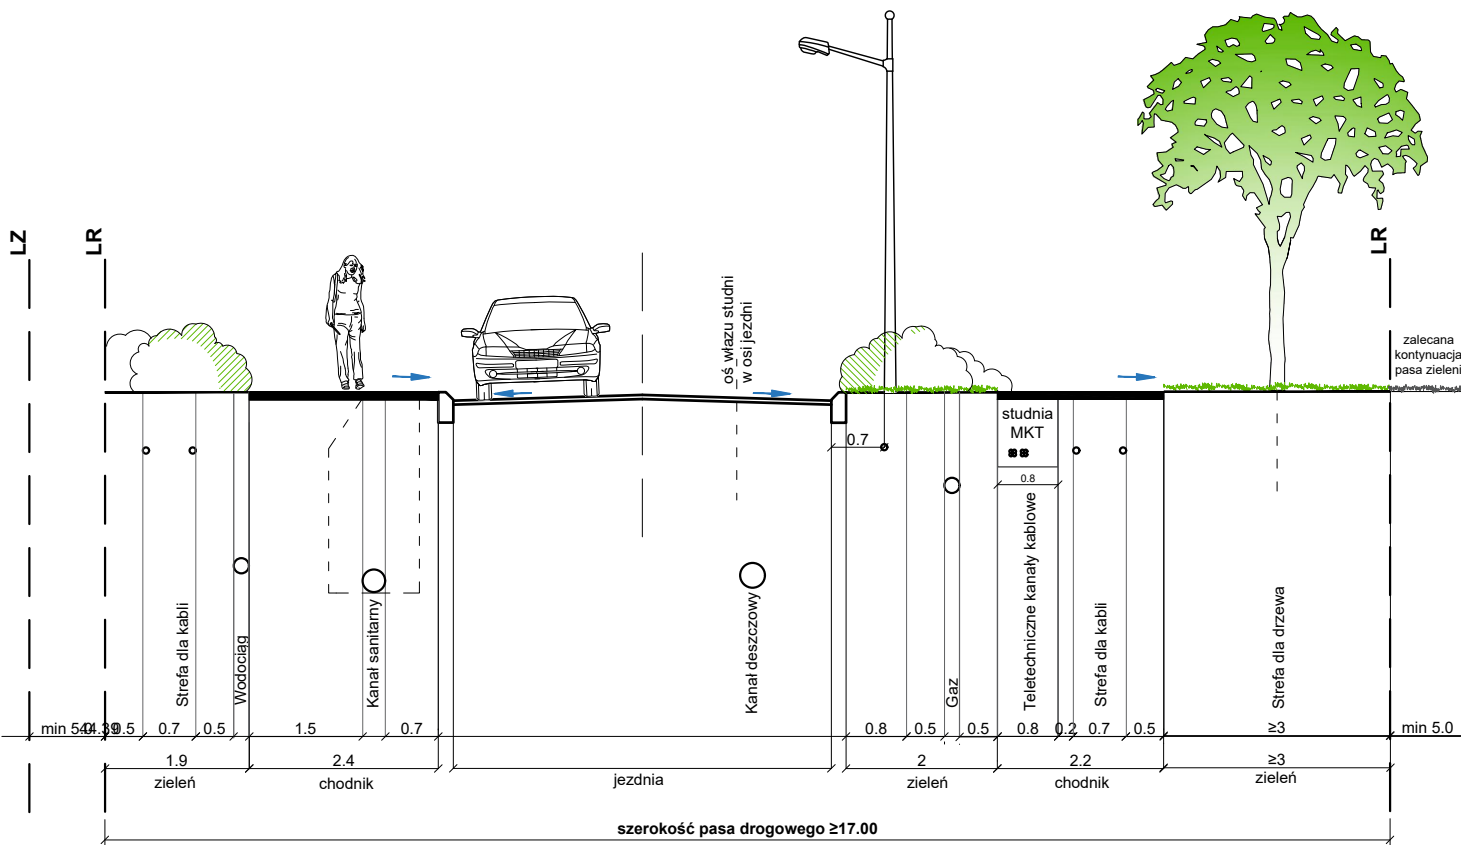 LZ
LR
LR
oś włazu studni
w osi jezdni
zalecana
kontynuacja
pasa zieleni
studnia
MKT
0.7
0.8
Strefa dla kabli
Wodociąg
Kanał sanitarny
Kanał deszczowy
Gaz
Teletechniczne kanały kablowe
Strefa dla kabli
Strefa dla drzewa
0.5
0.7
0.5
1.5
0.7
0.8
0.5
0.5
0.8
0.2
0.7
0.5
≥3
min 5.0
1.9
2.4
2
2.2
≥3
zieleń
chodnik
jezdnia
zieleń
chodnik
zieleń
szerokość pasa drogowego ≥17.00